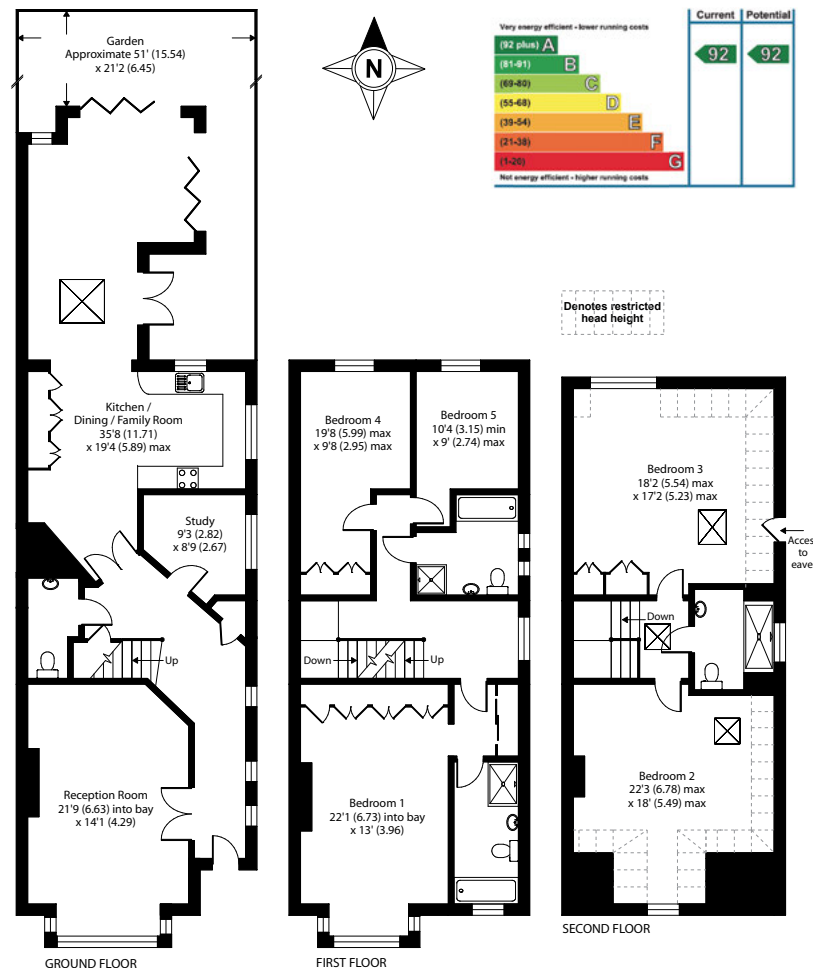 Garden
Approximate 51' (15.54)
x 21'2 (6.45)
N
Very energy efficient - lower running costs
Current Potential
(92 plus) A
(81-91) B
(69-80) C
(55-68) D
(39-54) E
(21-38) F
(1-20) G
92 92
Not energy efficient - higher running costs
Denotes restricted
head height
Kitchen /
Dining / Family Room
35'8 (11.71)
x 19'4 (5.89) max
Study
9'3 (2.82)
x 8'9 (2.67)
Up
Reception Room
21'9 (6.63) into bay
x 14'1 (4.29)
GROUND FLOOR
Bedroom 4
19'8 (5.99) max
x 9'8 (2.95) max
Bedroom 5
10'4 (3.15) min
x 9' (2.74) max
Down
Up
Bedroom 1
22'1 (6.73) into bay
x 13' (3.96)
FIRST FLOOR
Bedroom 3
18'2 (5.54) max
x 17'2 (5.23) max
Acces
to
eave
Down
Bedroom 2
22'3 (6.78) max
x 18' (5.49) max
SECOND FLOOR